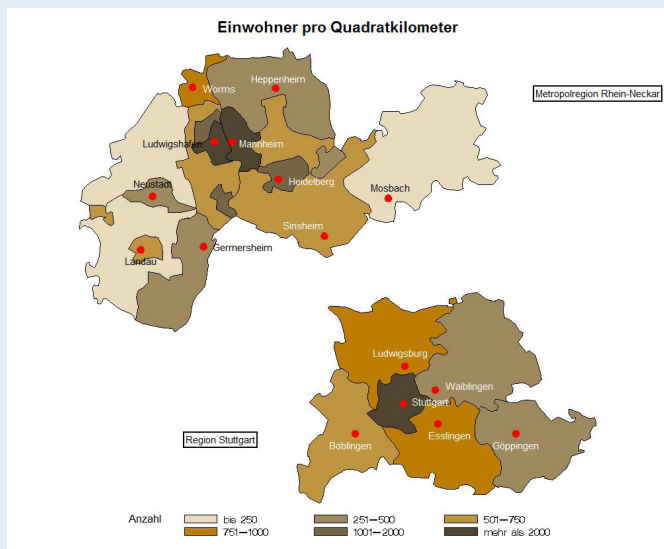 Einwohner pro Quadratkilometer
Heppenheim
Worms
Metropolregion Rhein-Neckar
Ludwigshafen
Mannheim
Heidelberg
Neustadt
Mosbach
Sinsheim
Germersheim
Landau
Ludwigsburg
Waiblingen
Stuttgart
Esslingen
Region Stuttgart
Böblingen
Göppingen
Anzahl
bis 250 251-500 501-750
751-1000 1001-2000 mehr als 2000